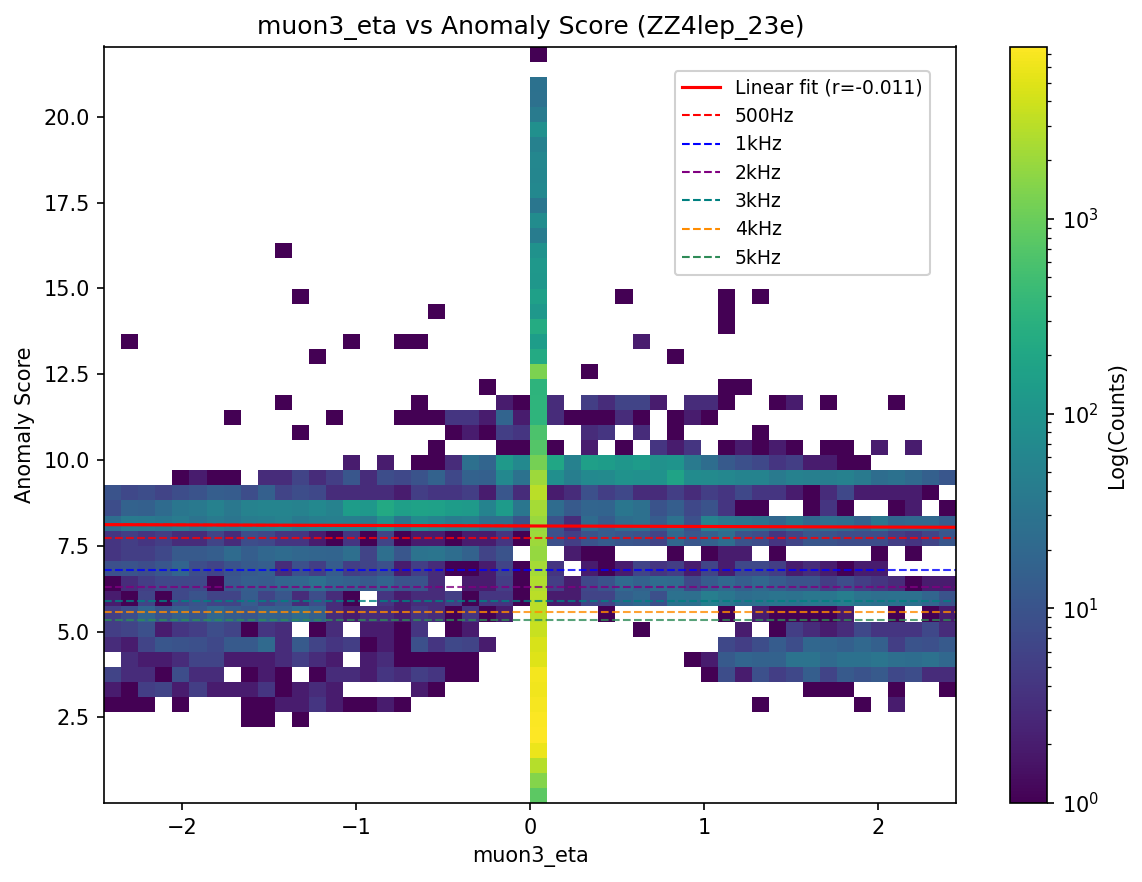 muon3_eta vs Anomaly Score (ZZ4lep_23e)
Linear fit (r=-0.011)
500Hz
1kHz
2kHz
3kHz
4kHz
5kHz
20.0
17.5
15.0
12.5
10.0
7.5
5.0
2.5
Anomaly Score
−2
−1
0
1
2
muon3_eta
10³
10²
10¹
10⁰
Log(Counts)